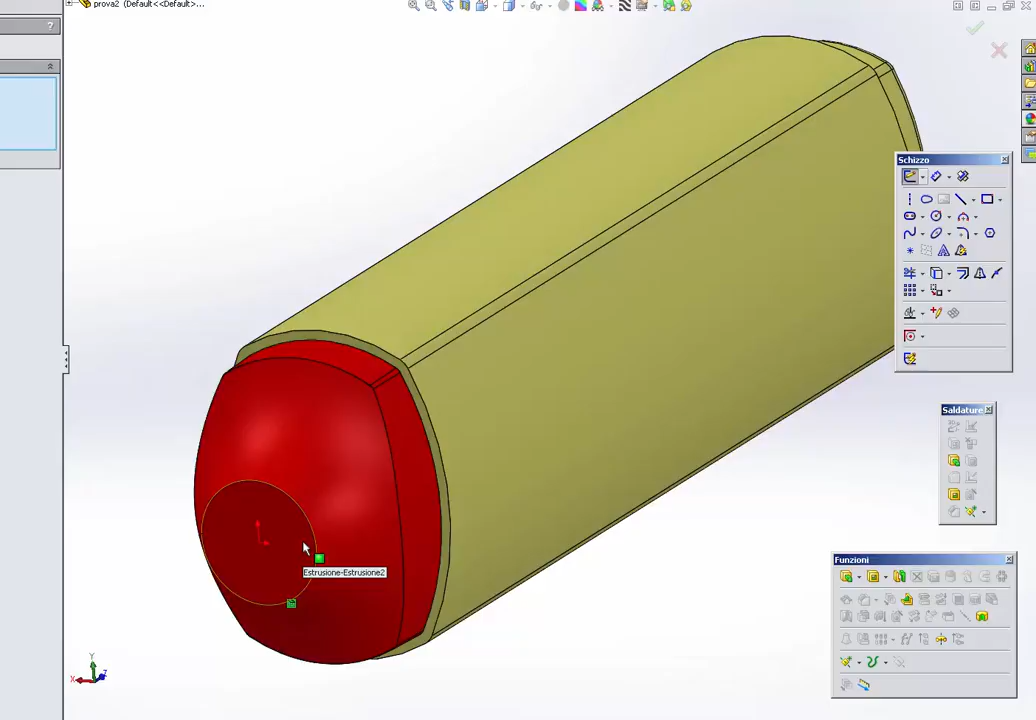 prova2 (Default<<Default>...
?
Schizzo
Saldature
Estrusione-Estrusione2
Funzioni
Y
X
Z